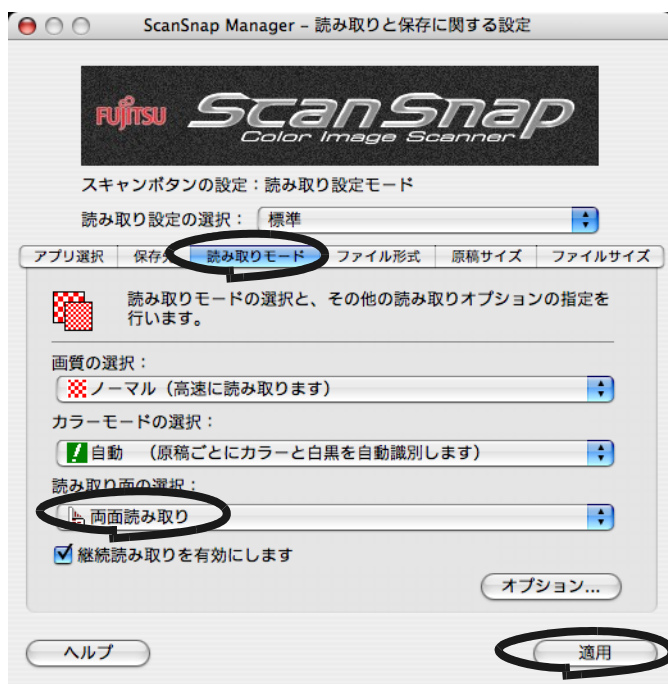 ScanSnap Manager – 読み取りと保存に関する設定
FUJITSU ScanSnap
Color Image Scanner
スキャンボタンの設定：読み取り設定モード
読み取り設定の選択： 標準
アプリ選択 保存先 読み取りモード ファイル形式 原稿サイズ ファイルサイズ
読み取りモードの選択と、その他の読み取りオプションの指定を
行います。
画質の選択：
ノーマル（高速に読み取ります）
カラーモードの選択：
自動 （原稿ごとにカラーと白黒を自動識別します）
読み取り面の選択：
両面読み取り
継続読み取りを有効にします
オプション...
ヘルプ 適用